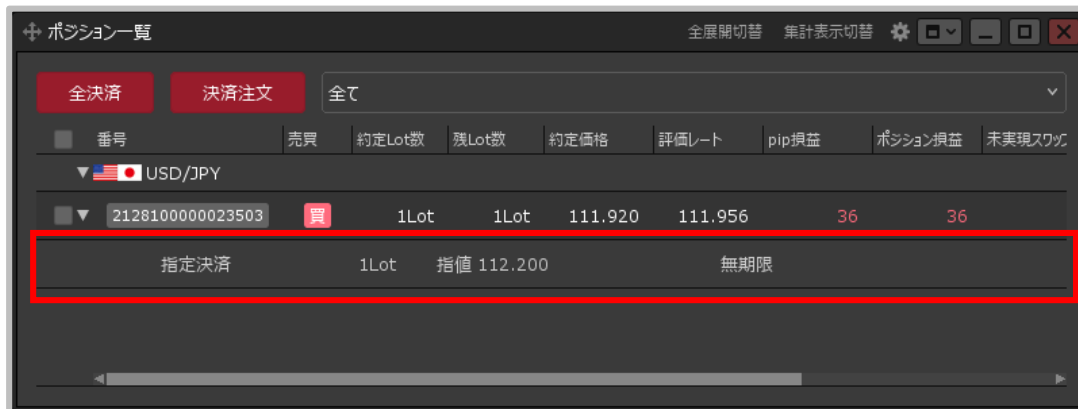 ポジション一覧 全展開切替 集計表示切替
全決済 決済注文 全て
番号 売買 約定Lot数 残Lot数 約定価格 評価レート pip損益 ポジション損益 未実現スワップ
USD/JPY
2128100000023503 買 1Lot 1Lot 111.920 111.956 36 36
指定決済 1Lot 指値 112.200 無期限